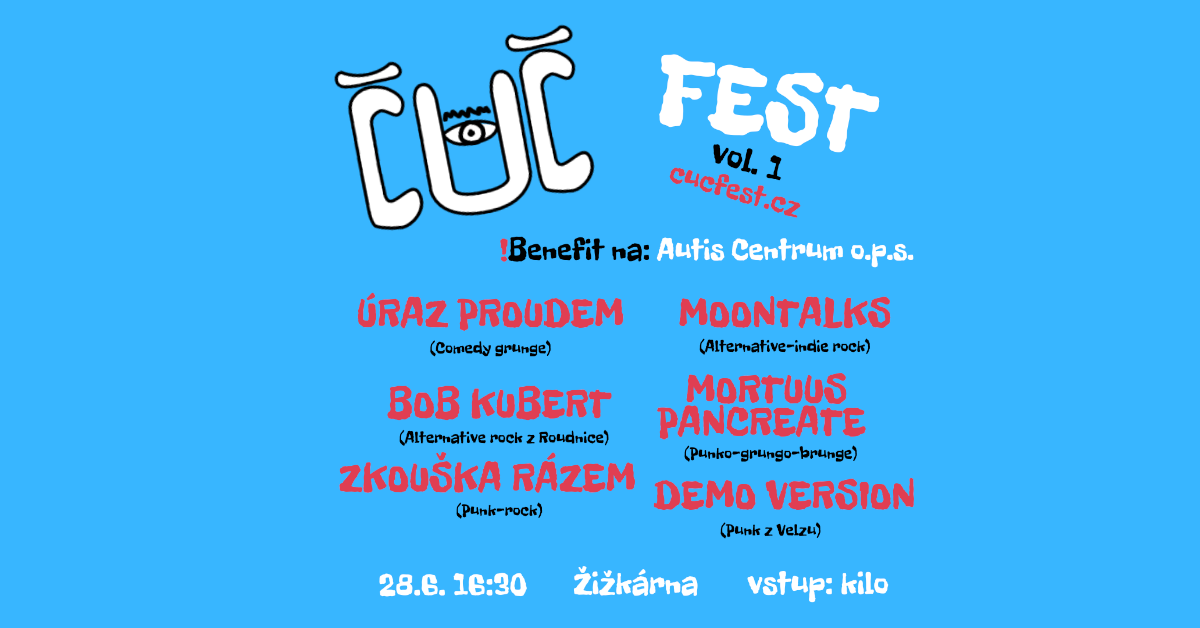 ČUČ
FEST
vol. 1
cucfest.cz
!Benefit na: Autis Centrum o.p.s.
ÚRAZ PROUDEM
(Comedy grunge)
BOB KUBERT
(Alternative rock z Roudnice)
ZKOUŠKA RÁZEM
(Punk-rock)
MOONTALKS
(Alternative-indie rock)
MORTUUS
PANCREATE
(Punko-grungo-brunge)
DEMO VERSION
(Punk z Velzu)
28.6. 16:30 Žižkárna vstup: kilo